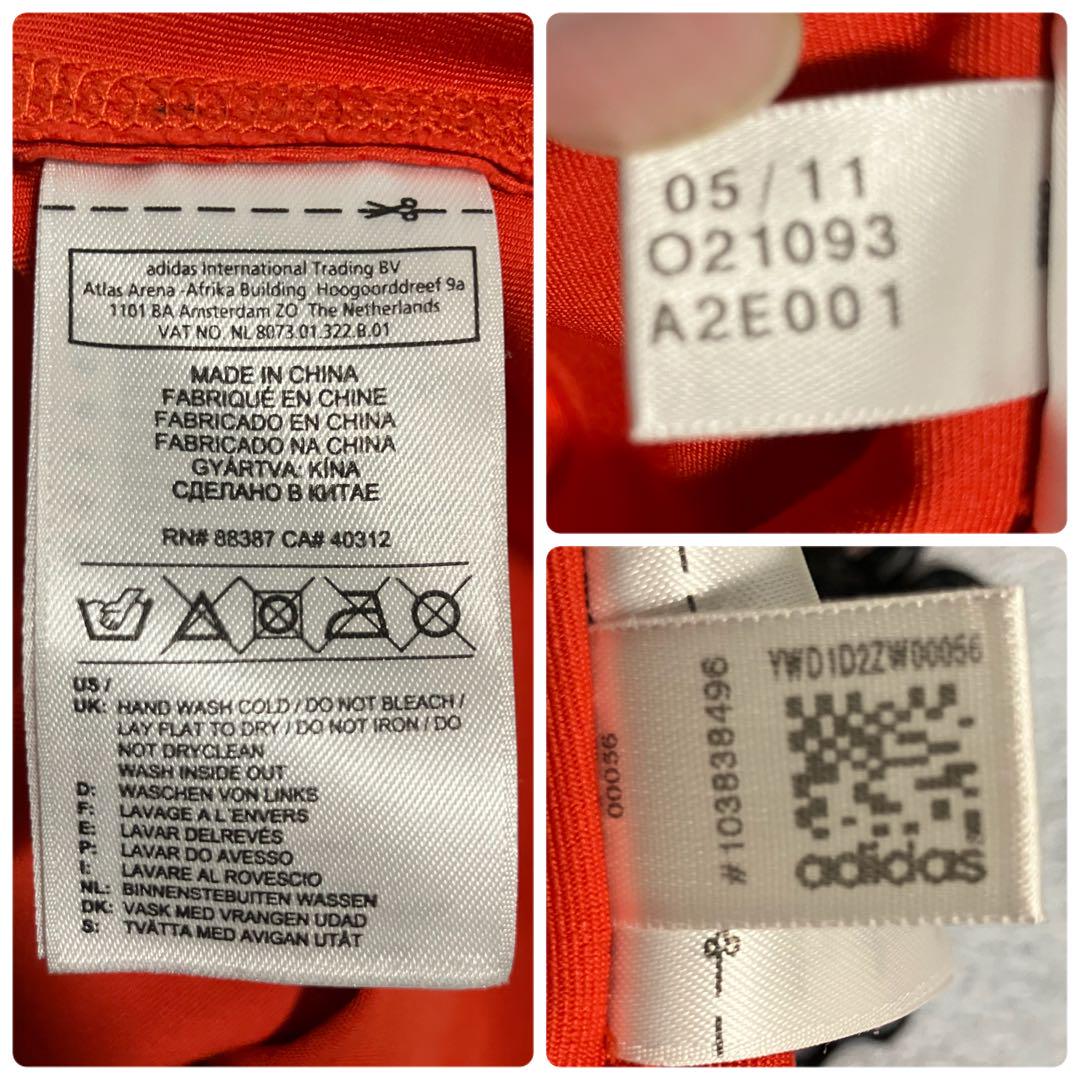 adidas International Trading BV
Atlas Arena -Afrika Building Hoogoorddreef 9a
1101 BA Amsterdam ZO The Netherlands
VAT NO. NL 8073.01.322.B.01
MADE IN CHINA
FABRIQUÉ EN CHINE
FABRICADO EN CHINA
FABRICADO NA CHINA
GYÁRTVA: KÍNA
СДЕЛАНО В КИТАЕ
RN# 88387 CA# 40312
US /
UK: HAND WASH COLD / DO NOT BLEACH /
LAY FLAT TO DRY / DO NOT IRON / DO
NOT DRYCLEAN
WASH INSIDE OUT
D: WASCHEN VON LINKS
F: LAVAGE A L'ENVERS
E: LAVAR DELREVÉS
P: LAVAR DO AVESSO
I: LAVARE AL ROVESCIO
NL: BINNENSTEBUITEN WASSEN
DK: VASK MED VRANGEN UDAD
S: TVÄTTA MED AVIGAN UTÅT
05/11
O21093
A2E001
YWD1D2ZW00056
00056
#1038384 96
adidas